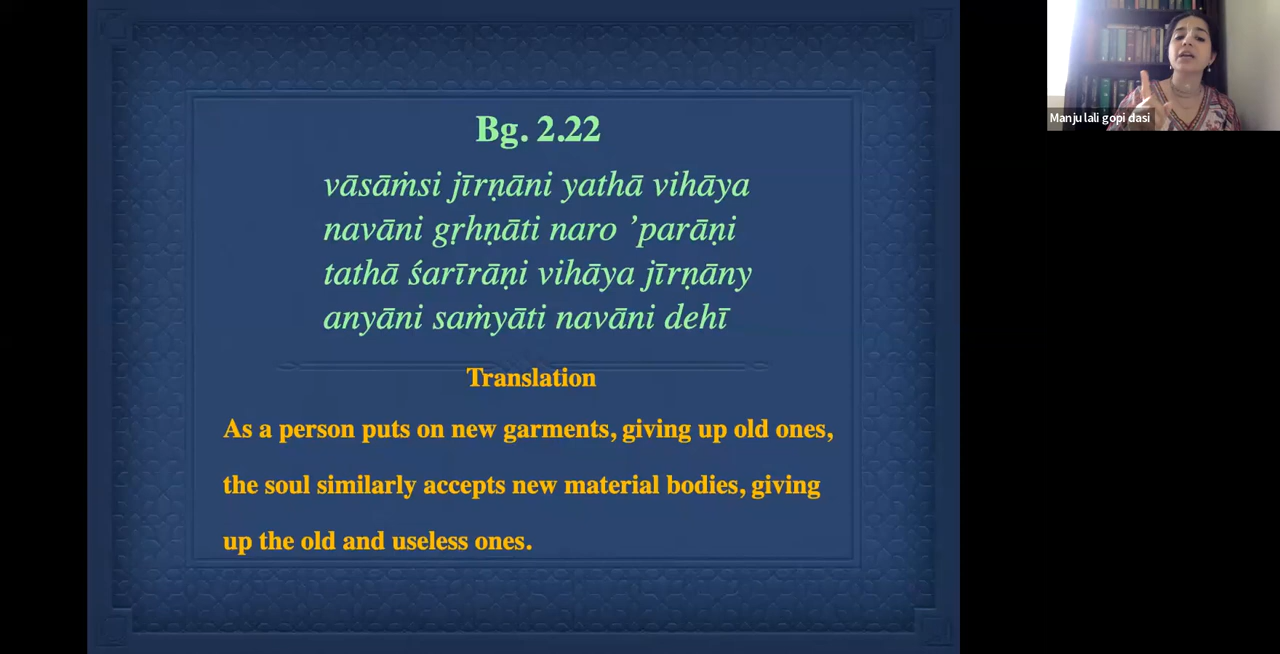 Bg. 2.22
vāsāṁsi jīrṇāni yathā vihāya
navāni gṛhṇāti naro ’parāṇi
tathā śarīrāṇi vihāya jīrṇāny
anyāni saṁyāti navāni dehī
Translation
As a person puts on new garments, giving up old ones,
the soul similarly accepts new material bodies, giving
up the old and useless ones.
Manju lali gopi dasi